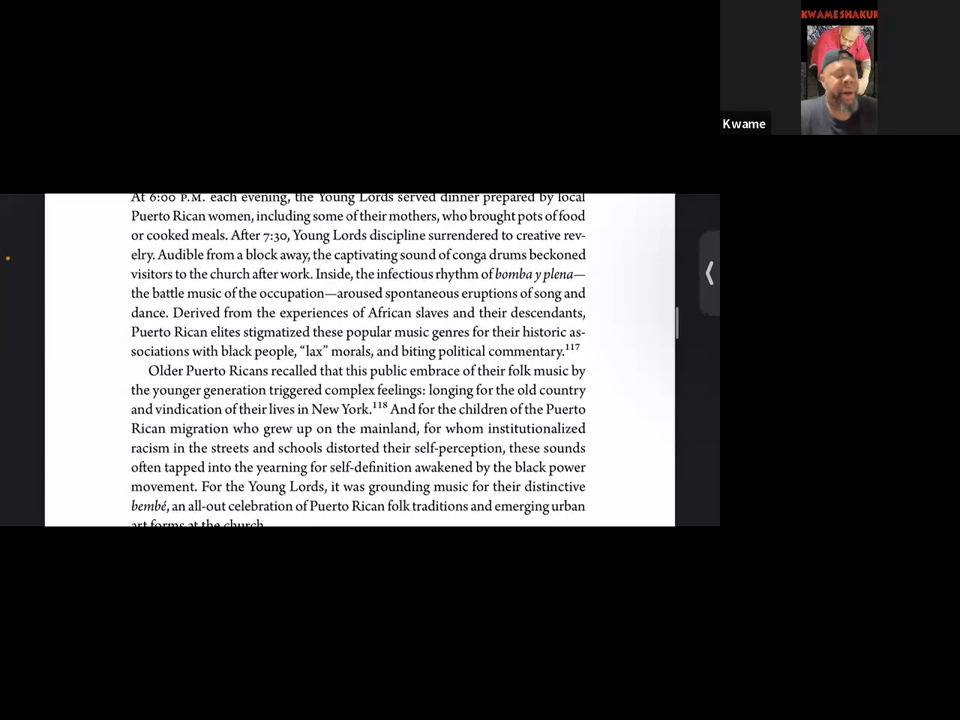 KWAME SHAKUR
Kwame
At 6:00 P.M. each evening, the Young Lords served dinner prepared by local
Puerto Rican women, including some of their mothers, who brought pots of food
or cooked meals. After 7:30, Young Lords discipline surrendered to creative rev-
elry. Audible from a block away, the captivating sound of conga drums beckoned
visitors to the church after work. Inside, the infectious rhythm of bomba y plena—
the battle music of the occupation—aroused spontaneous eruptions of song and
dance. Derived from the experiences of African slaves and their descendants,
Puerto Rican elites stigmatized these popular music genres for their historic as-
sociations with black people, “lax” morals, and biting political commentary.117
Older Puerto Ricans recalled that this public embrace of their folk music by
the younger generation triggered complex feelings: longing for the old country
and vindication of their lives in New York.118 And for the children of the Puerto
Rican migration who grew up on the mainland, for whom institutionalized
racism in the streets and schools distorted their self-perception, these sounds
often tapped into the yearning for self-definition awakened by the black power
movement. For the Young Lords, it was grounding music for their distinctive
bembé, an all-out celebration of Puerto Rican folk traditions and emerging urban
art forms at the church.